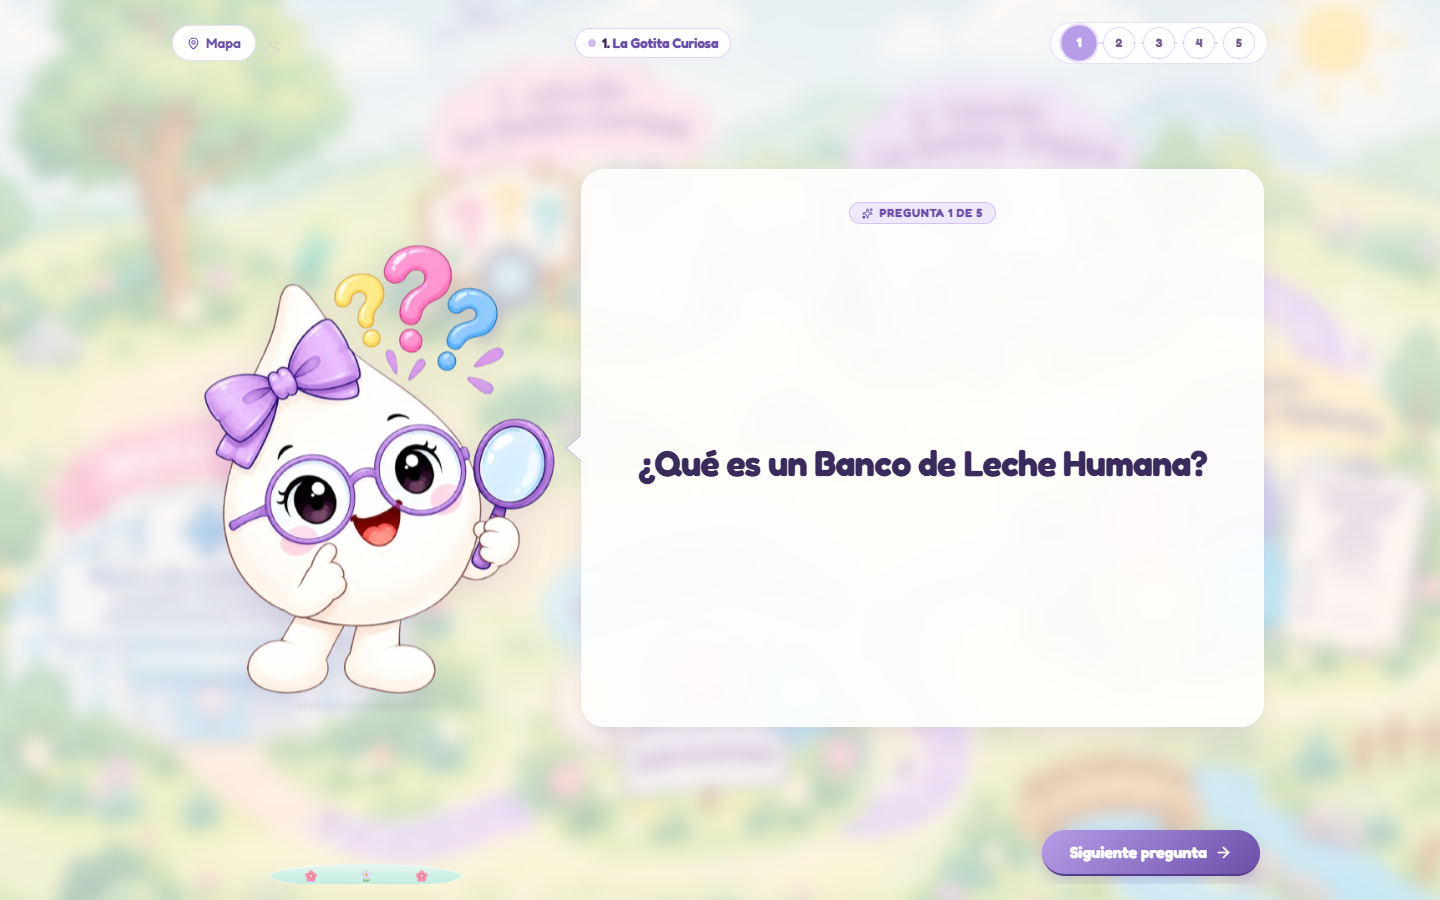 Mapa
1. La Gotita Curiosa
1 2 3 4 5
PREGUNTA 1 DE 5
¿Qué es un Banco de Leche Humana?
Siguiente pregunta